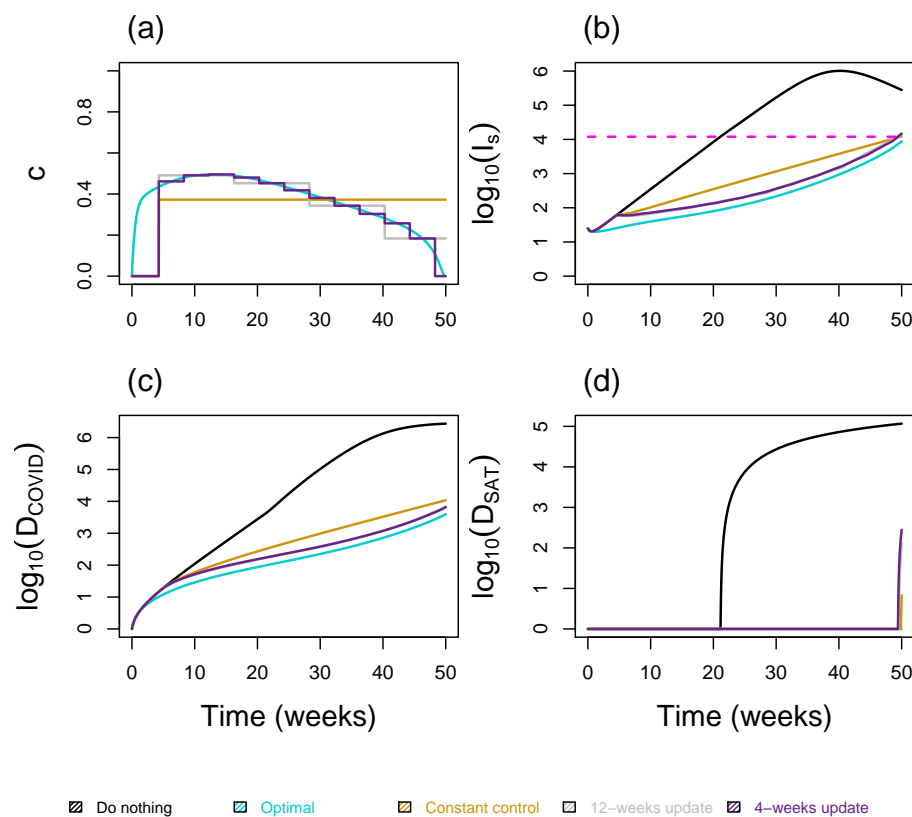 (a)
c
0.0 0.4 0.8
0 10 20 30 40 50
(b)
log10(Is)
0 1 2 3 4 5 6
0 10 20 30 40 50
(c)
log10(DCOVID)
0 1 2 3 4 5 6
0 10 20 30 40 50
Time (weeks)
(d)
log10(DSAT)
0 1 2 3 4 5
0 10 20 30 40 50
Time (weeks)
Do nothing Optimal Constant control 12−weeks update 4−weeks update